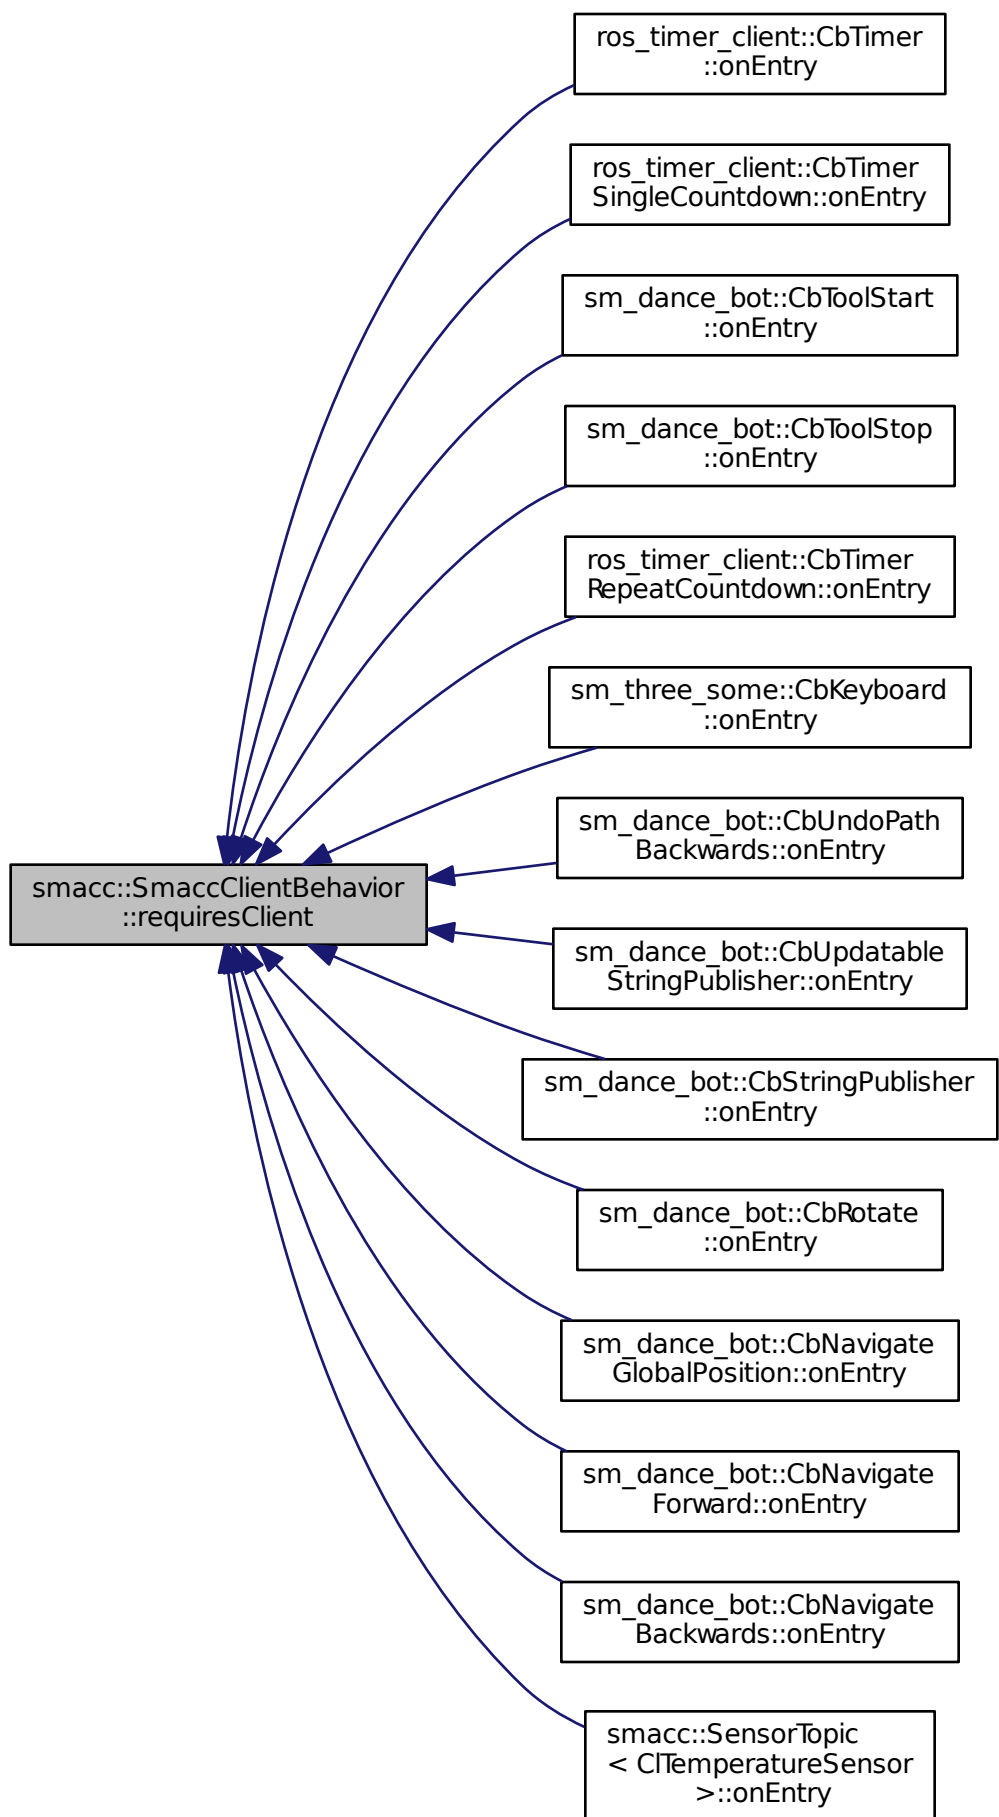 ros_timer_client::CbTimer
::onEntry
ros_timer_client::CbTimer
SingleCountdown::onEntry
sm_dance_bot::CbToolStart
::onEntry
sm_dance_bot::CbToolStop
::onEntry
ros_timer_client::CbTimer
RepeatCountdown::onEntry
sm_three_some::CbKeyboard
::onEntry
sm_dance_bot::CbUndoPath
Backwards::onEntry
smacc::SmaccClientBehavior
::requiresClient
sm_dance_bot::CbUpdatable
StringPublisher::onEntry
sm_dance_bot::CbStringPublisher
::onEntry
sm_dance_bot::CbRotate
::onEntry
sm_dance_bot::CbNavigate
GlobalPosition::onEntry
sm_dance_bot::CbNavigate
Forward::onEntry
sm_dance_bot::CbNavigate
Backwards::onEntry
smacc::SensorTopic
< ClTemperatureSensor
>::onEntry